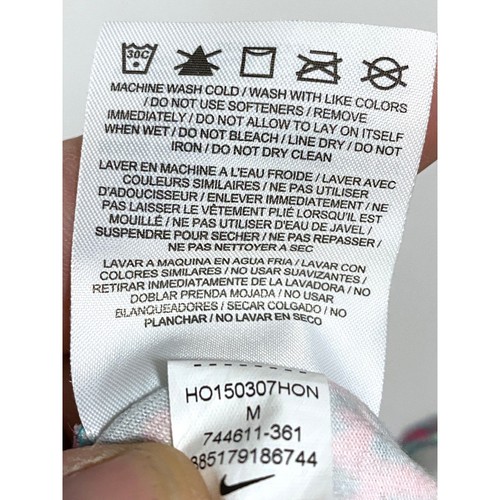 30C
MACHINE WASH COLD / WASH WITH LIKE COLORS
/ DO NOT USE SOFTENERS / REMOVE
IMMEDIATELY / DO NOT ALLOW TO LAY ON ITSELF
WHEN WET / DO NOT BLEACH / LINE DRY / DO NOT
IRON / DO NOT DRY CLEAN
LAVER EN MACHINE A L'EAU FROIDE / LAVER AVEC
COULEURS SIMILAIRES / NE PAS UTILISER
D'ADOUCISSEUR / ENLEVER IMMEDIATEMENT / NE
PAS LAISSER LE VÊTEMENT PLIÉ LORSQU'IL EST
MOUILLÉ / NE PAS UTILISER D'EAU DE JAVEL /
SUSPENDRE POUR SECHER / NE PAS REPASSER /
NE PAS NETTOYER A SEC
LAVAR A MAQUINA EN AGUA FRIA / LAVAR CON
COLORES SIMILARES / NO USAR SUAVIZANTES /
RETIRAR INMEDIATAMENTE DE LA LAVADORA / NO
DOBLAR PRENDA MOJADA / NO USAR
BLANQUEADORES / SECAR COLGADO / NO
PLANCHAR / NO LAVAR EN SECO
HO150307HON
M
744611-361
885179186744